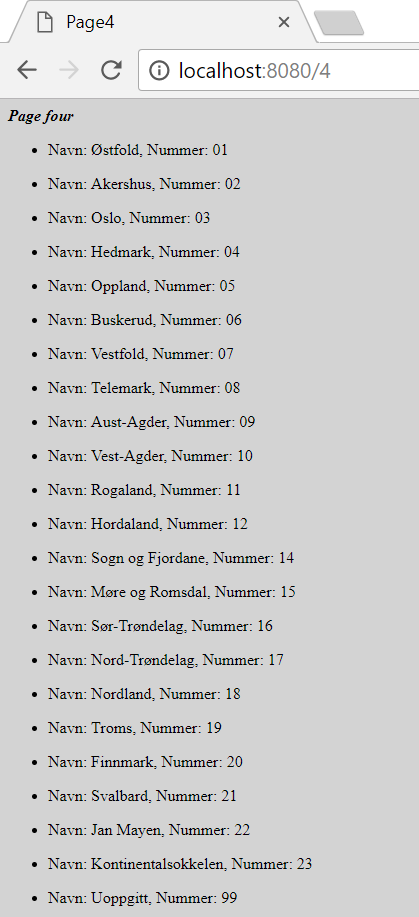 Page4
localhost:8080/4
Page four
Navn: Østfold, Nummer: 01
Navn: Akershus, Nummer: 02
Navn: Oslo, Nummer: 03
Navn: Hedmark, Nummer: 04
Navn: Oppland, Nummer: 05
Navn: Buskerud, Nummer: 06
Navn: Vestfold, Nummer: 07
Navn: Telemark, Nummer: 08
Navn: Aust-Agder, Nummer: 09
Navn: Vest-Agder, Nummer: 10
Navn: Rogaland, Nummer: 11
Navn: Hordaland, Nummer: 12
Navn: Sogn og Fjordane, Nummer: 14
Navn: Møre og Romsdal, Nummer: 15
Navn: Sør-Trøndelag, Nummer: 16
Navn: Nord-Trøndelag, Nummer: 17
Navn: Nordland, Nummer: 18
Navn: Troms, Nummer: 19
Navn: Finnmark, Nummer: 20
Navn: Svalbard, Nummer: 21
Navn: Jan Mayen, Nummer: 22
Navn: Kontinentalsokkelen, Nummer: 23
Navn: Uoppgitt, Nummer: 99